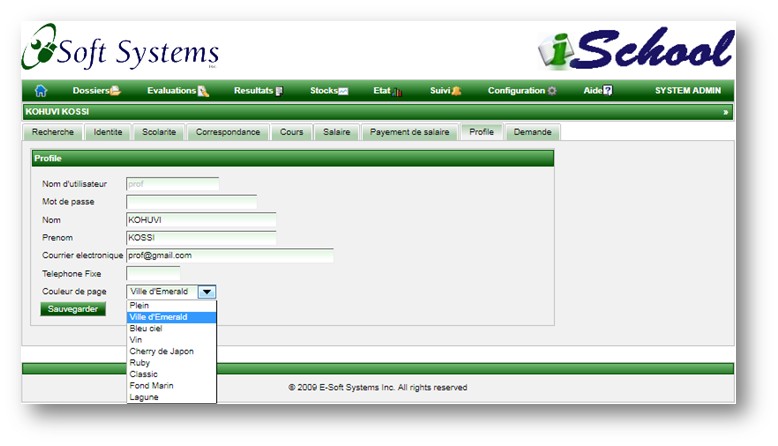 Soft Systems
Inc
iSchool
Dossiers Evaluations Resultats Stocks Etat Suivi Configuration Aide SYSTEM ADMIN
KOHUVI KOSSI »
Recherche Identite Scolarite Correspondance Cours Salaire Payement de salaire Profile Demande
Profile
Nom d'utilisateur prof
Mot de passe
Nom KOHUVI
Prenom KOSSI
Courrier electronique prof@gmail.com
Telephone Fixe
Couleur de page Ville d'Emerald
Sauvegarder
Plein
Ville d'Emerald
Bleu ciel
Vin
Cherry de Japon
Ruby
Classic
Fond Marin
Lagune
© 2009 E-Soft Systems Inc. All rights reserved